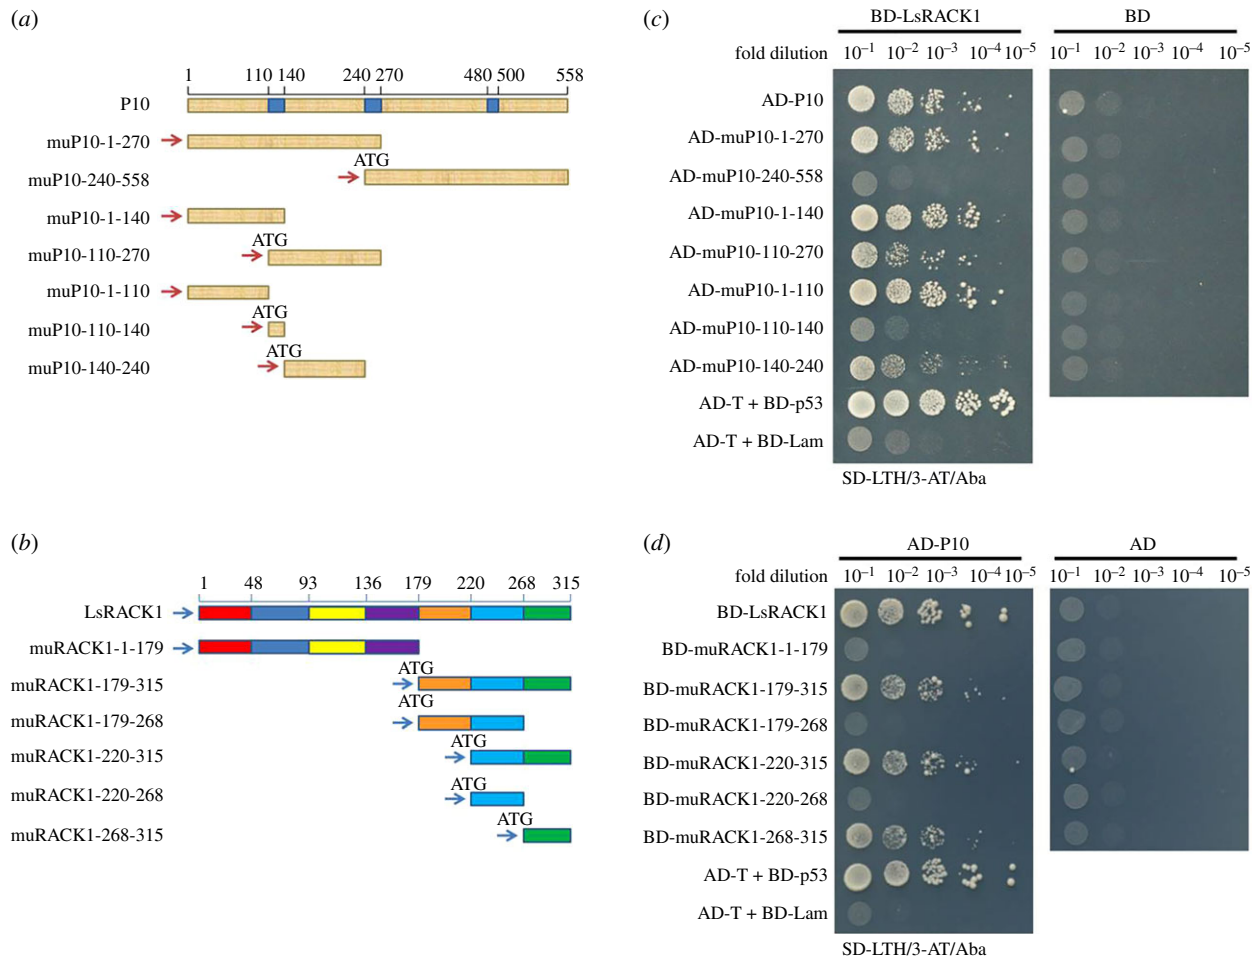 (a)
1 110 140 240 270 480 500 558
P10
muP10-1-270
ATG
muP10-240-558
muP10-1-140
ATG
muP10-110-270
muP10-1-110
ATG
muP10-110-140
ATG
muP10-140-240
(c)
BD-LsRACK1 BD
fold dilution 10–1 10–2 10–3 10–4 10–5 10–1 10–2 10–3 10–4 10–5
AD-P10
AD-muP10-1-270
AD-muP10-240-558
AD-muP10-1-140
AD-muP10-110-270
AD-muP10-1-110
AD-muP10-110-140
AD-muP10-140-240
AD-T + BD-p53
AD-T + BD-Lam
SD-LTH/3-AT/Aba
(b)
1 48 93 136 179 220 268 315
LsRACK1
muRACK1-1-179
ATG
muRACK1-179-315
ATG
muRACK1-179-268
ATG
muRACK1-220-315
ATG
muRACK1-220-268
ATG
muRACK1-268-315
(d)
AD-P10 AD
fold dilution 10–1 10–2 10–3 10–4 10–5 10–1 10–2 10–3 10–4 10–5
BD-LsRACK1
BD-muRACK1-1-179
BD-muRACK1-179-315
BD-muRACK1-179-268
BD-muRACK1-220-315
BD-muRACK1-220-268
BD-muRACK1-268-315
AD-T + BD-p53
AD-T + BD-Lam
SD-LTH/3-AT/Aba